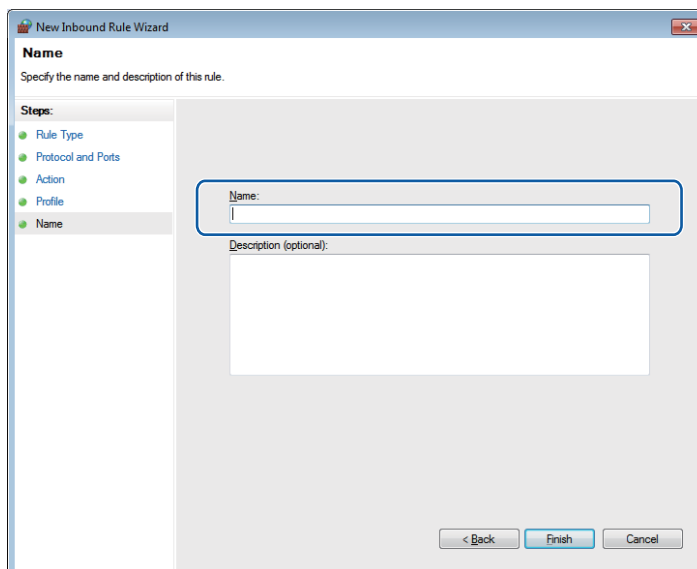 New Inbound Rule Wizard
Name
Specify the name and description of this rule.
Steps:
Rule Type
Protocol and Ports
Action
Profile
Name
Name:
Description (optional):
< Back
Finish
Cancel